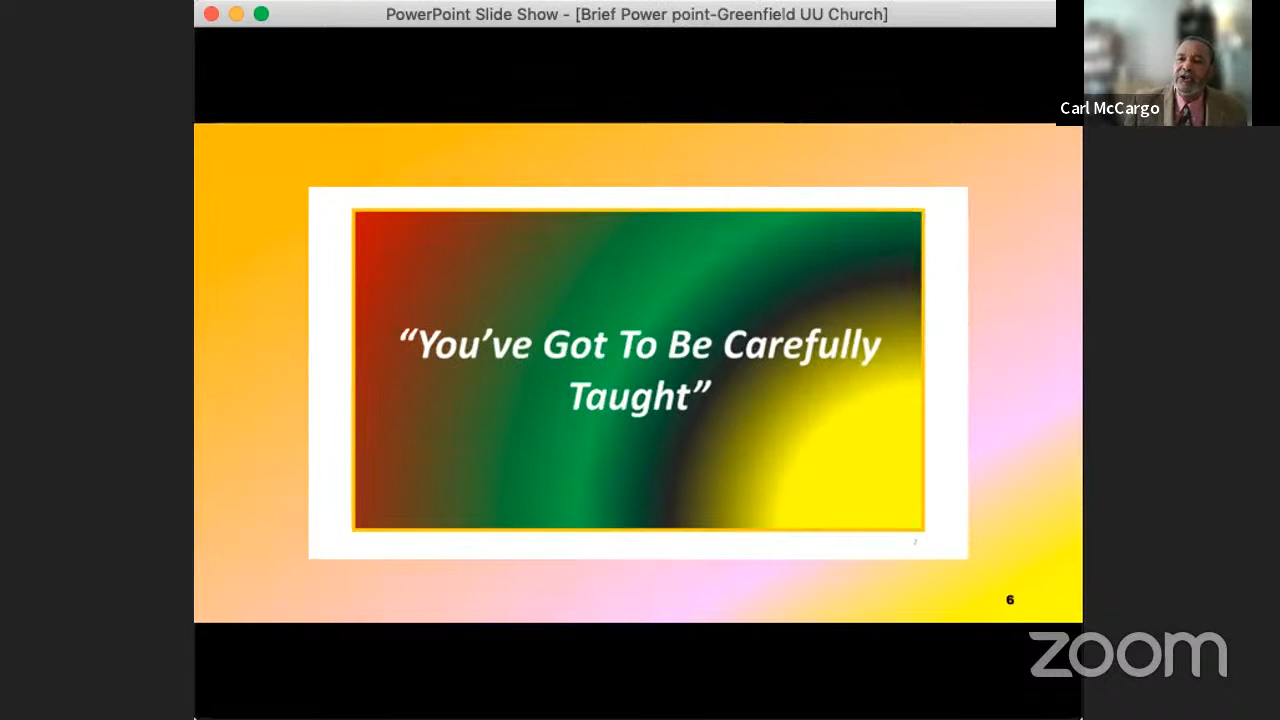 PowerPoint Slide Show - [Brief Power point-Greenfield UU Church]
Carl McCargo
“You’ve Got To Be Carefully
Taught”
2
6
zoom